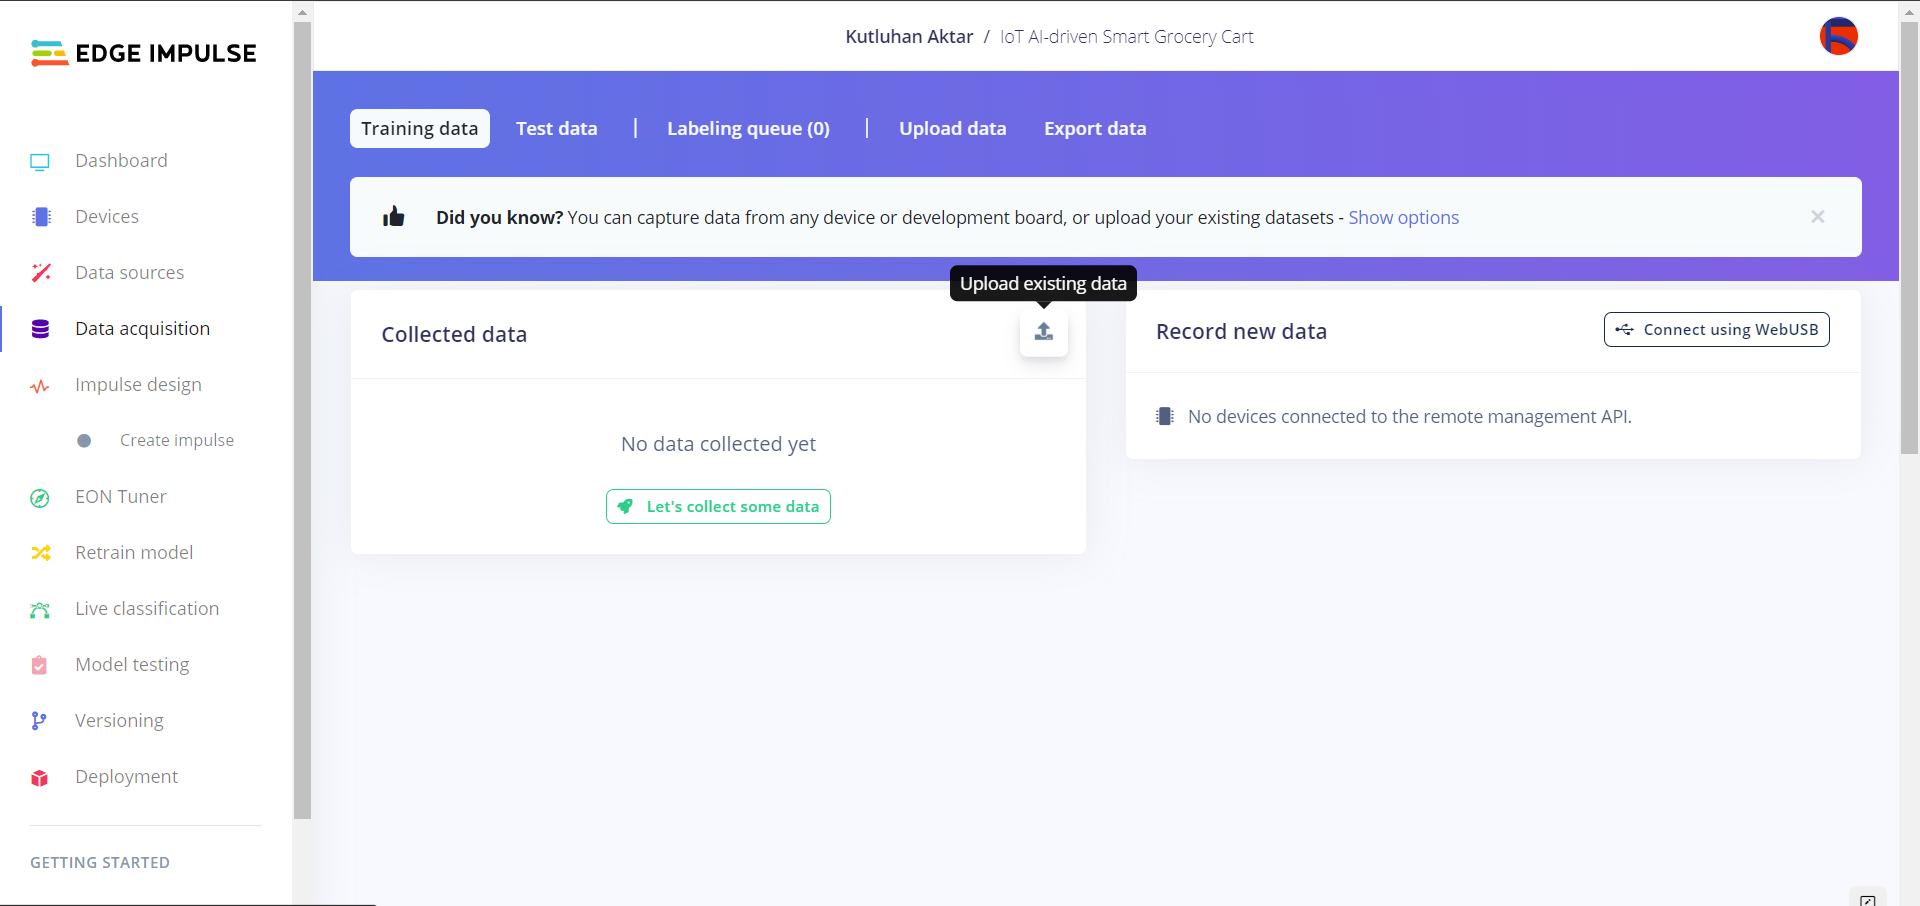 EDGE IMPULSE
Kutluhan Aktar / IoT AI-driven Smart Grocery Cart
Training data Test data | Labeling queue (0) | Upload data Export data
Did you know? You can capture data from any device or development board, or upload your existing datasets - Show options
Upload existing data
Collected data
No data collected yet
Let's collect some data
Record new data
Connect using WebUSB
No devices connected to the remote management API.
Dashboard
Devices
Data sources
Data acquisition
Impulse design
Create impulse
EON Tuner
Retrain model
Live classification
Model testing
Versioning
Deployment
GETTING STARTED